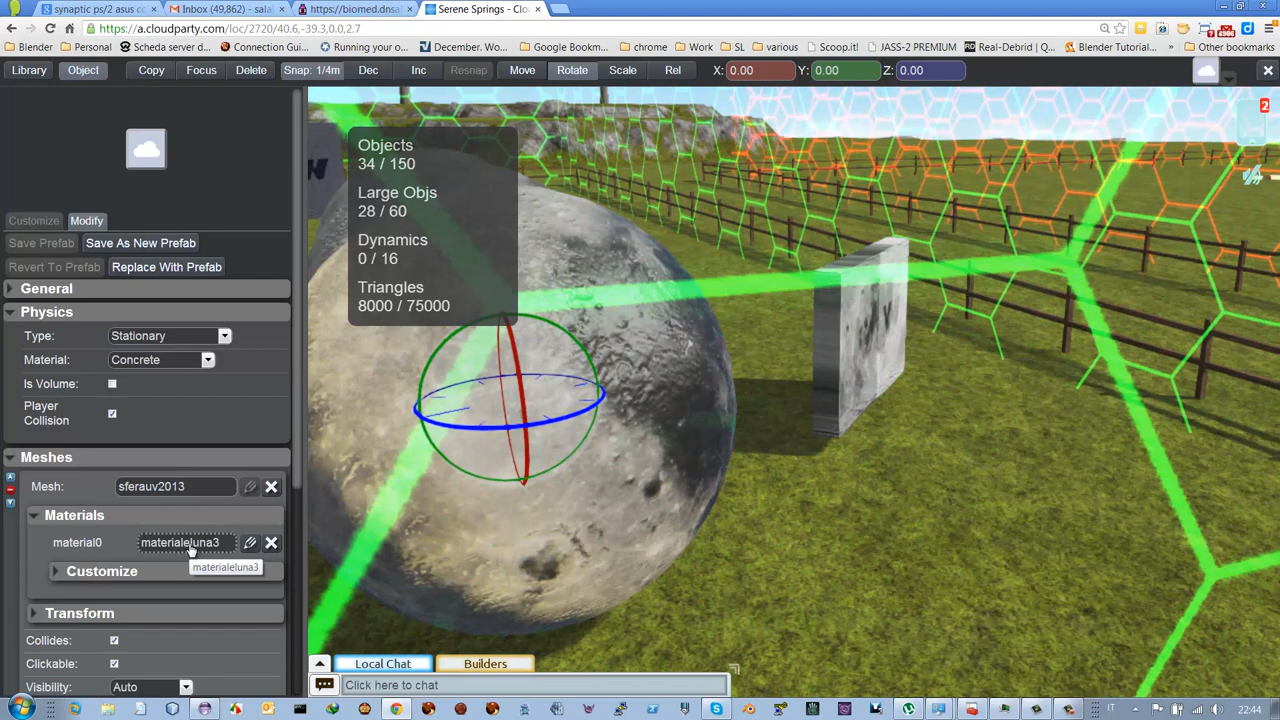 synaptic ps/2 asus co
Inbox (49,862) - sala
https://biomed.dnsal
Serene Springs - Clo
https://a.cloudparty.com/loc/2720/40.6,-39.3,0.0,2.7
Blender Personal Scheda server d... Connection Gui... Running your o... December. Wo... Google Bookm... chrome Work SL various Scoop.it! JASS-2 PREMIUM Real-Debrid | Q... Blender Tutorial... » Other bookmarks
Library Object Copy Focus Delete Snap: 1/4m Dec Inc Resnap Move Rotate Scale Rel X: 0.00 Y: 0.00 Z: 0.00
2
Objects
34 / 150
Large Objs
28 / 60
Dynamics
0 / 16
Triangles
8000 / 75000
Customize Modify
Save Prefab Save As New Prefab
Revert To Prefab Replace With Prefab
General
Physics
Type: Stationary
Material: Concrete
Is Volume:
Player
Collision
Meshes
Mesh: sferauv2013
Materials
material0 materialeluna3
materialeluna3
Customize
Transform
Collides:
Clickable:
Visibility: Auto
Local Chat Builders
Click here to chat
IT 22:44